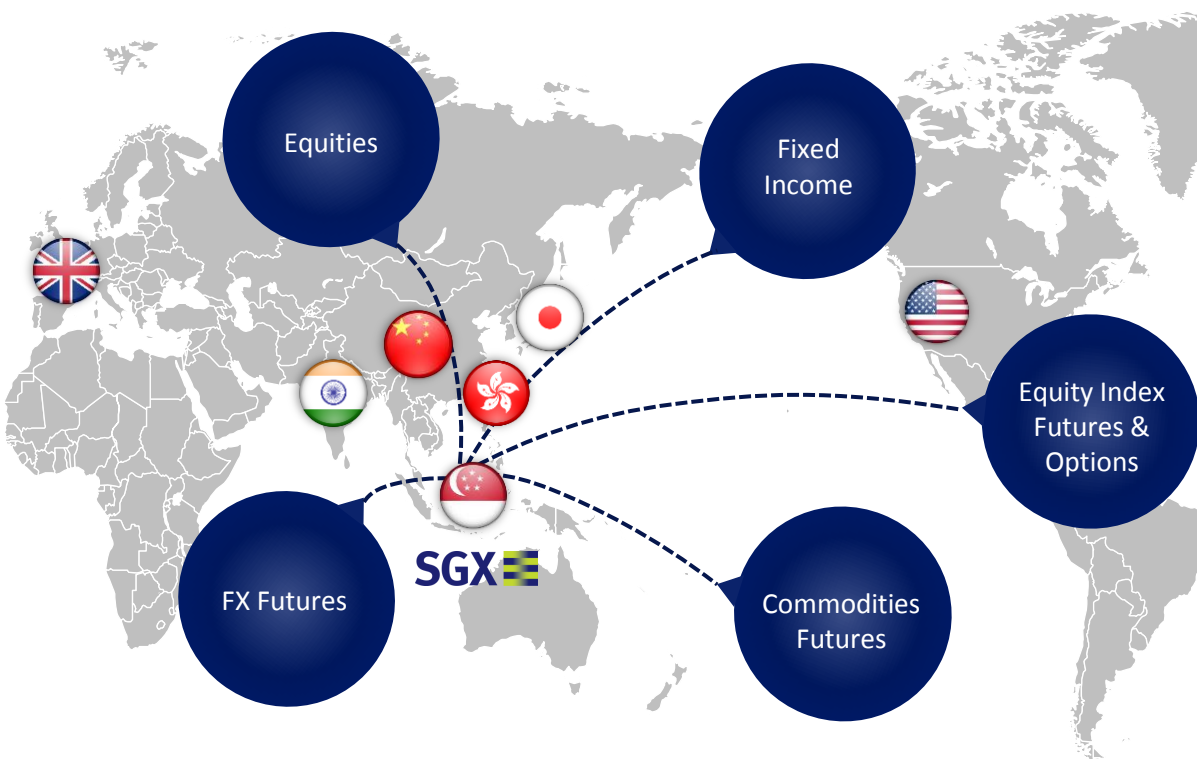 Equities
Fixed
Income
Equity Index
Futures &
Options
SGX
FX Futures
Commodities
Futures